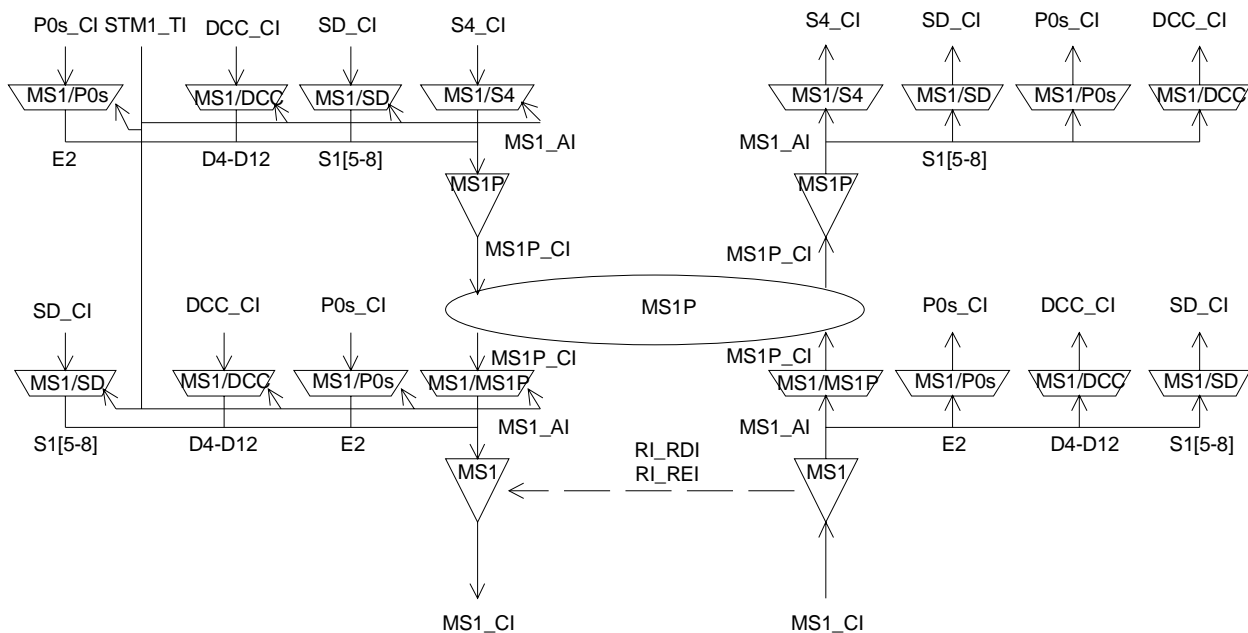 P0s_CI STM1_TI DCC_CI SD_CI S4_CI
S4_CI SD_CI P0s_CI DCC_CI
MS1/P0s MS1/DCC MS1/SD MS1/S4
MS1/S4 MS1/SD MS1/P0s MS1/DCC
MS1_AI
MS1_AI
E2 D4-D12 S1[5-8]
S1[5-8]
MS1P
MS1P
MS1P_CI
MS1P_CI
MS1P
SD_CI DCC_CI P0s_CI
P0s_CI DCC_CI SD_CI
MS1P_CI
MS1P_CI
MS1/SD MS1/DCC MS1/P0s MS1/MS1P
MS1/MS1P MS1/P0s MS1/DCC MS1/SD
MS1_AI
MS1_AI
S1[5-8] D4-D12 E2
E2 D4-D12 S1[5-8]
RI_RDI
RI_REI
MS1
MS1
MS1_CI
MS1_CI